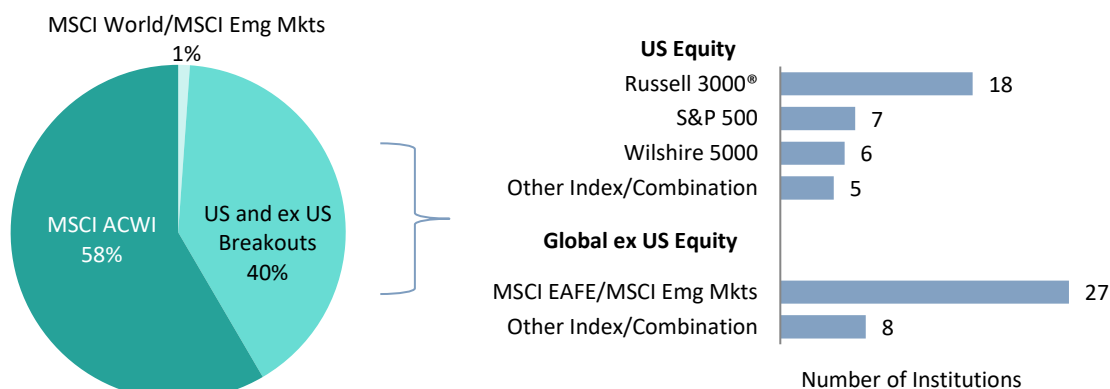 MSCI World/MSCI Emg Mkts
1%
MSCI ACWI
58%
US and ex US
Breakouts
40%
US Equity
Russell 3000®
18
S&P 500
7
Wilshire 5000
6
Other Index/Combination
5
Global ex US Equity
MSCI EAFE/MSCI Emg Mkts
27
Other Index/Combination
8
Number of Institutions